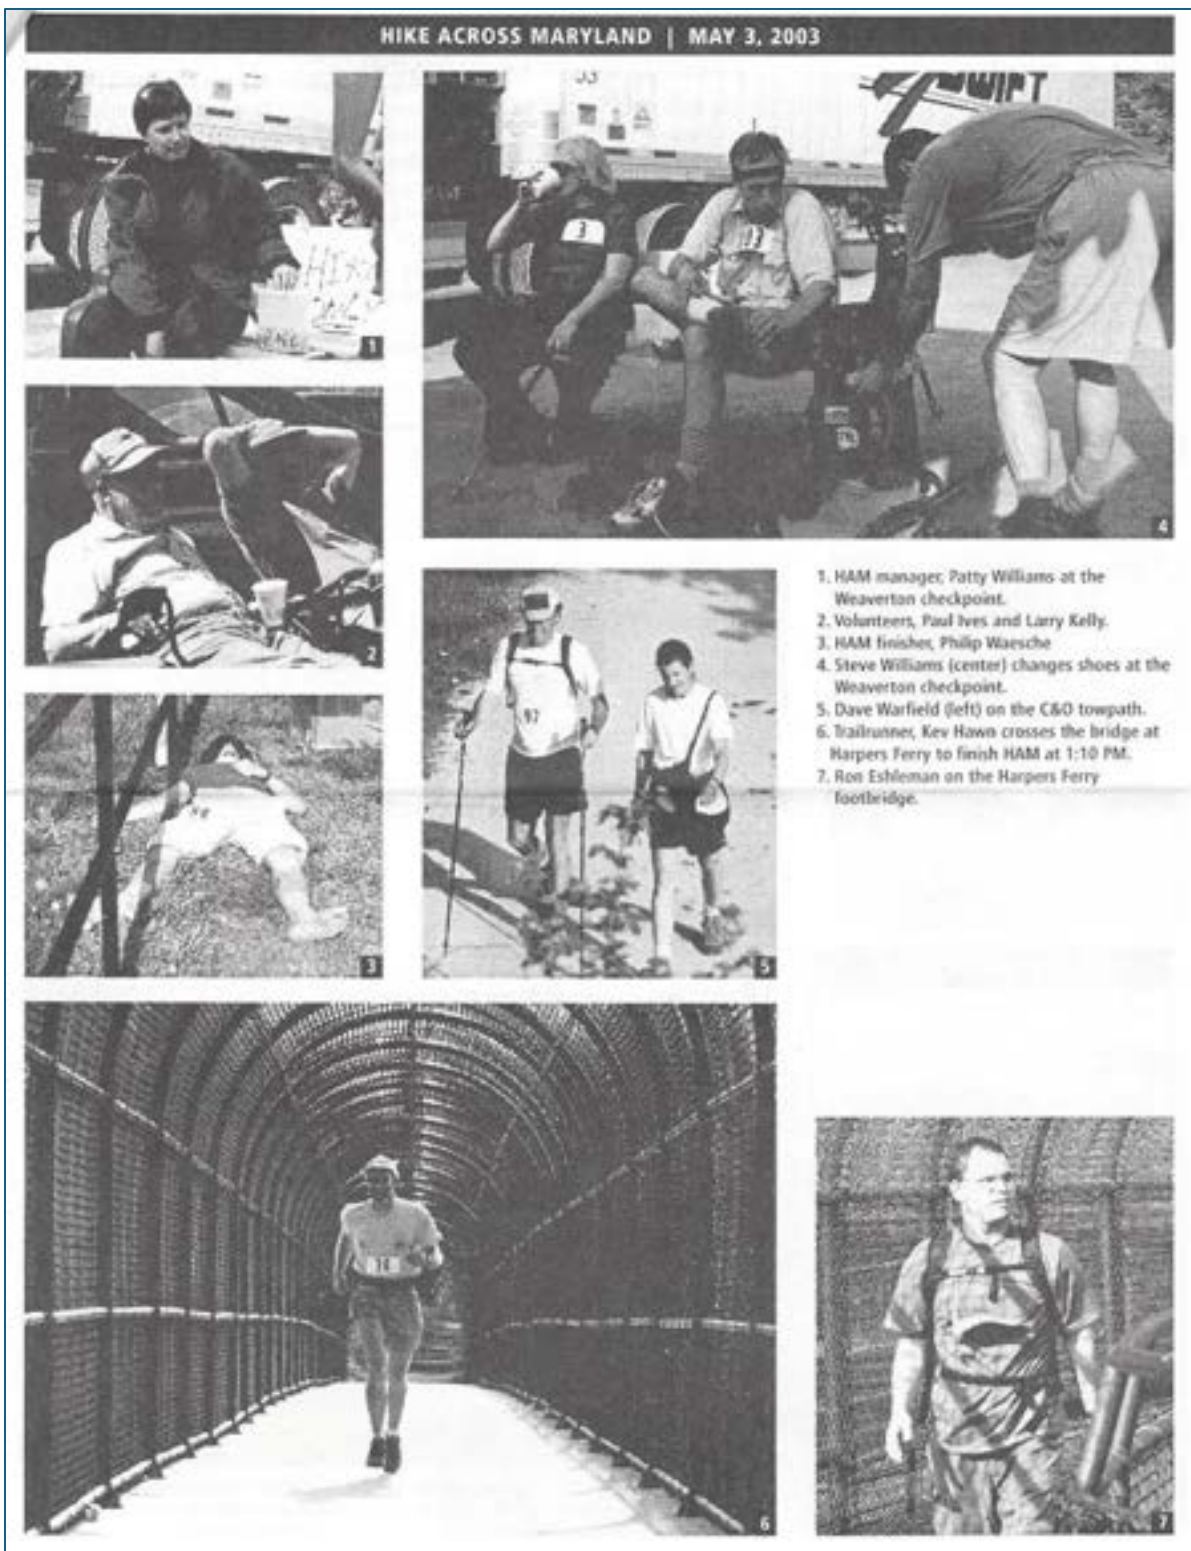 HIKE ACROSS MARYLAND | MAY 3, 2003
1
53
SWIFT
3
4
2
1. HAM manager, Patty Williams at the
Weaverton checkpoint.
2. Volunteers, Paul Ives and Larry Kelly.
3. HAM finisher, Philip Waesche
4. Steve Williams (center) changes shoes at the
Weaverton checkpoint.
5. Dave Warfield (left) on the C&O towpath.
6. Trailrunner, Kev Hawn crosses the bridge at
Harpers Ferry to finish HAM at 1:10 PM.
7. Ron Eshleman on the Harpers Ferry
footbridge.
97
3
5
14
6
7